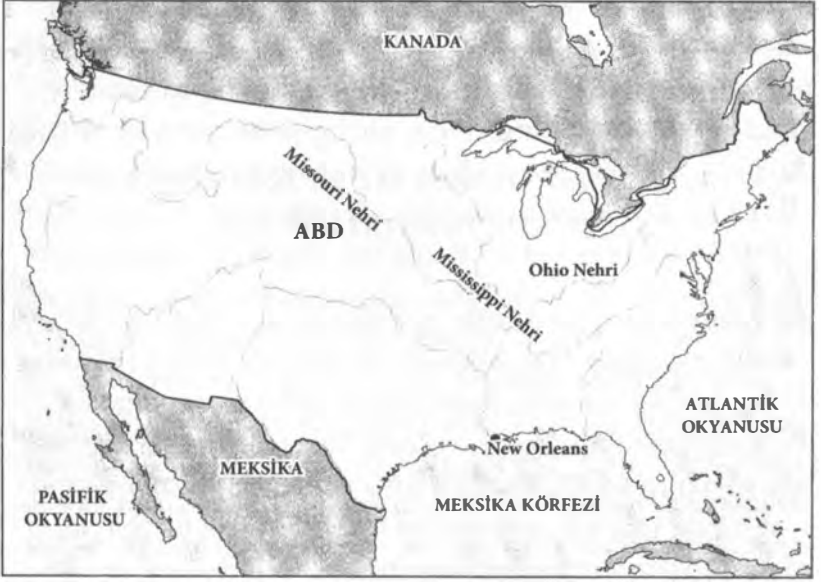 KANADA
Missouri Nehri
ABD
Mississippi Nehri
Ohio Nehri
ATLANTİK
OKYANUSU
New Orleans
MEKSİKA
MEKSİKA KÖRFEZİ
PASİFİK
OKYANUSU